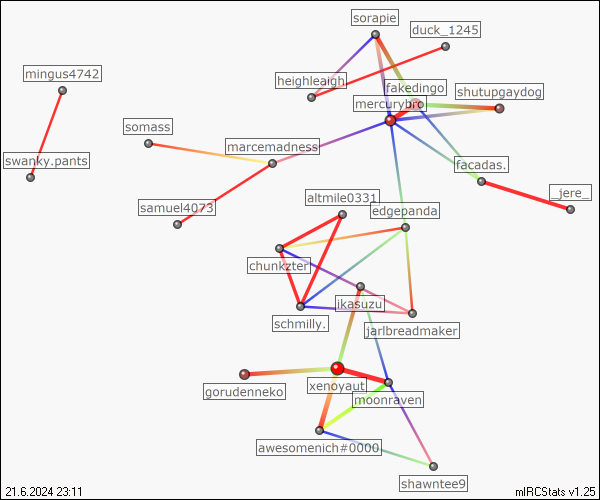 sorapie
duck_1245
mingus4742
heighleaigh
fakedingo
shutupgaydog
mercurybro
somass
marcemadness
swanky.pants
facadas.
_jere_
samuel4073
altmile0331
edgepanda
chunkzter
ikasuzu
schmilly.
jarlbreadmaker
gorudenneko
xenoyaut
moonraven
awesomenich#0000
shawntee9
21.6.2024 23:11
mIRCStats v1.25